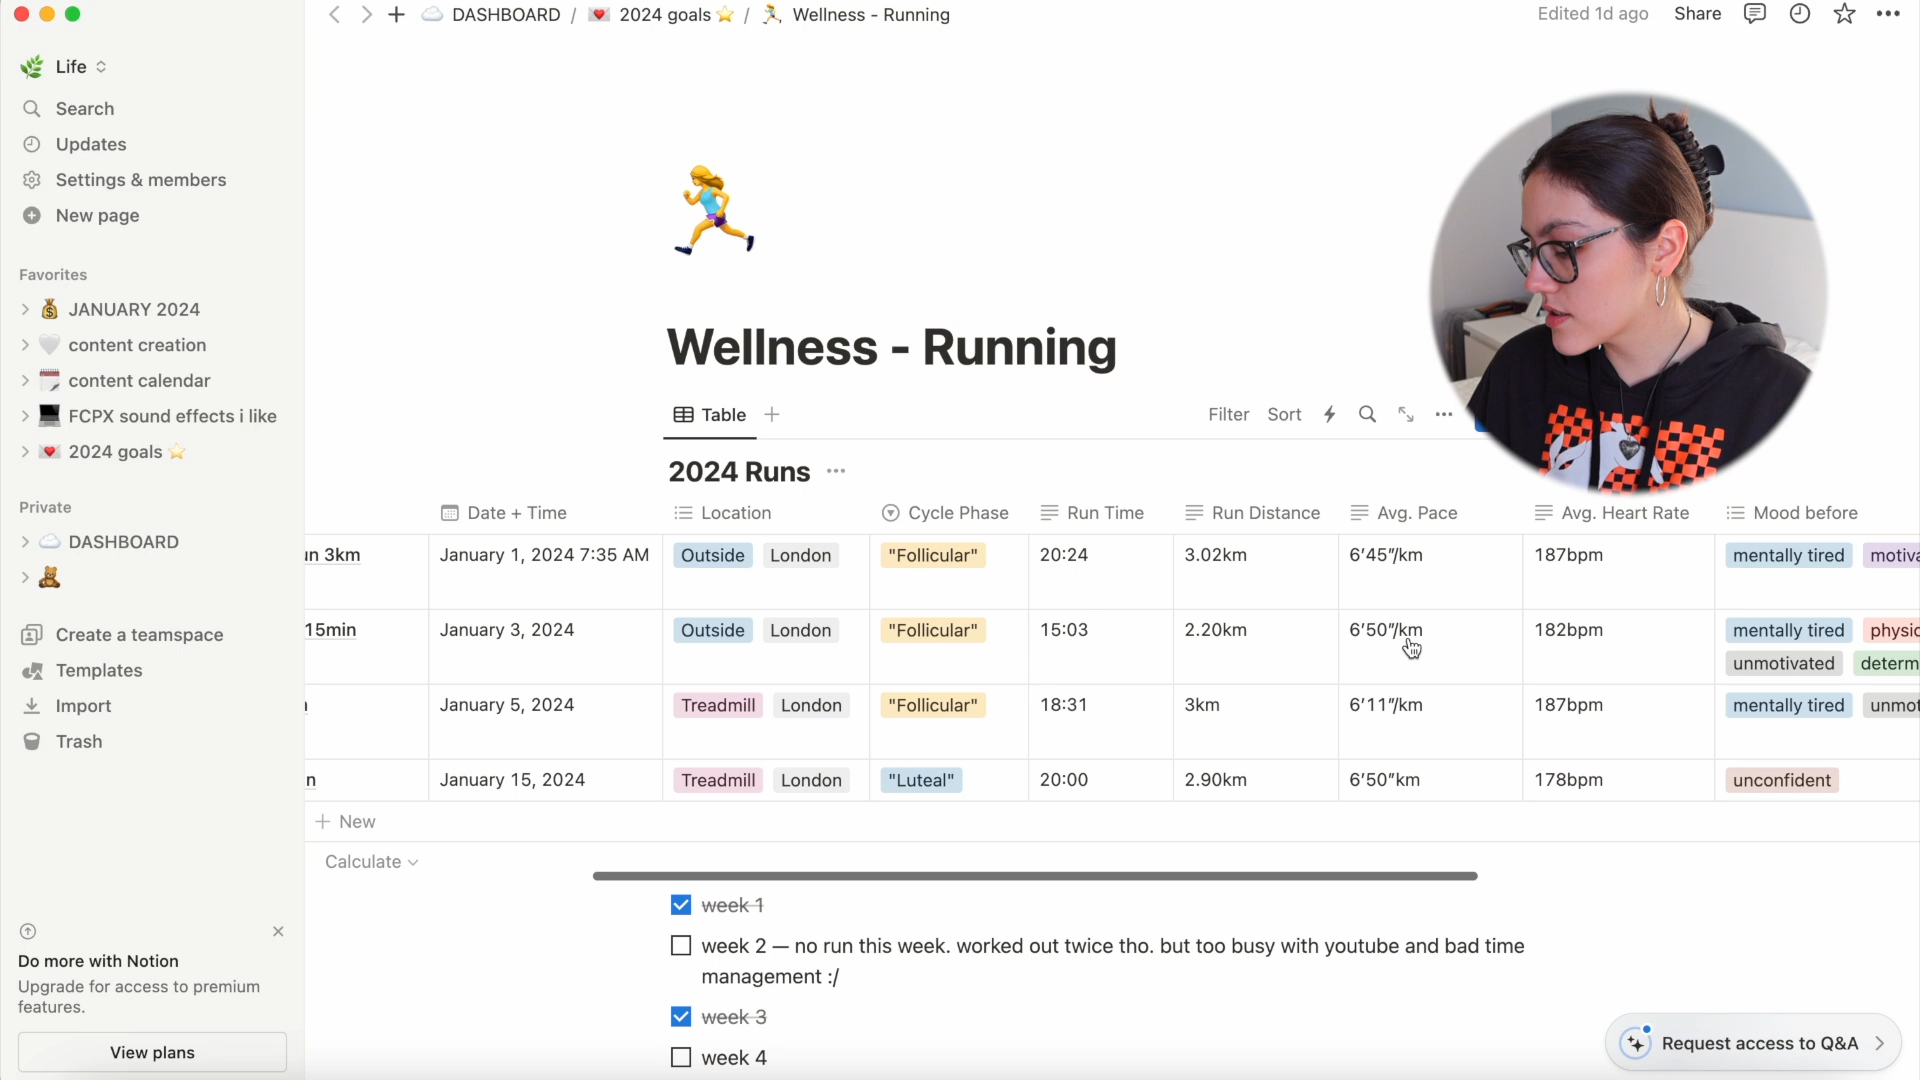 DASHBOARD / 2024 goals / Wellness - Running
Edited 1d ago
Share
Life
Search
Updates
Settings & members
New page
Favorites
JANUARY 2024
content creation
content calendar
FCPX sound effects i like
2024 goals
Private
DASHBOARD
Create a teamspace
Templates
Import
Trash
Do more with Notion
Upgrade for access to premium
features.
View plans
Wellness - Running
Table
Filter Sort
2024 Runs
Date + Time Location Cycle Phase Run Time Run Distance Avg. Pace Avg. Heart Rate Mood before
un 3km January 1, 2024 7:35 AM Outside London "Follicular" 20:24 3.02km 6’45”/km 187bpm mentally tired motiva
15min January 3, 2024 Outside London "Follicular" 15:03 2.20km 6’50”/km 182bpm mentally tired physic
unmotivated determ
January 5, 2024 Treadmill London "Follicular" 18:31 3km 6’11”/km 187bpm mentally tired unmot
n January 15, 2024 Treadmill London "Luteal" 20:00 2.90km 6’50”km 178bpm unconfident
New
Calculate
week 1
week 2 — no run this week. worked out twice tho. but too busy with youtube and bad time
management :/
week 3
week 4
Request access to Q&A